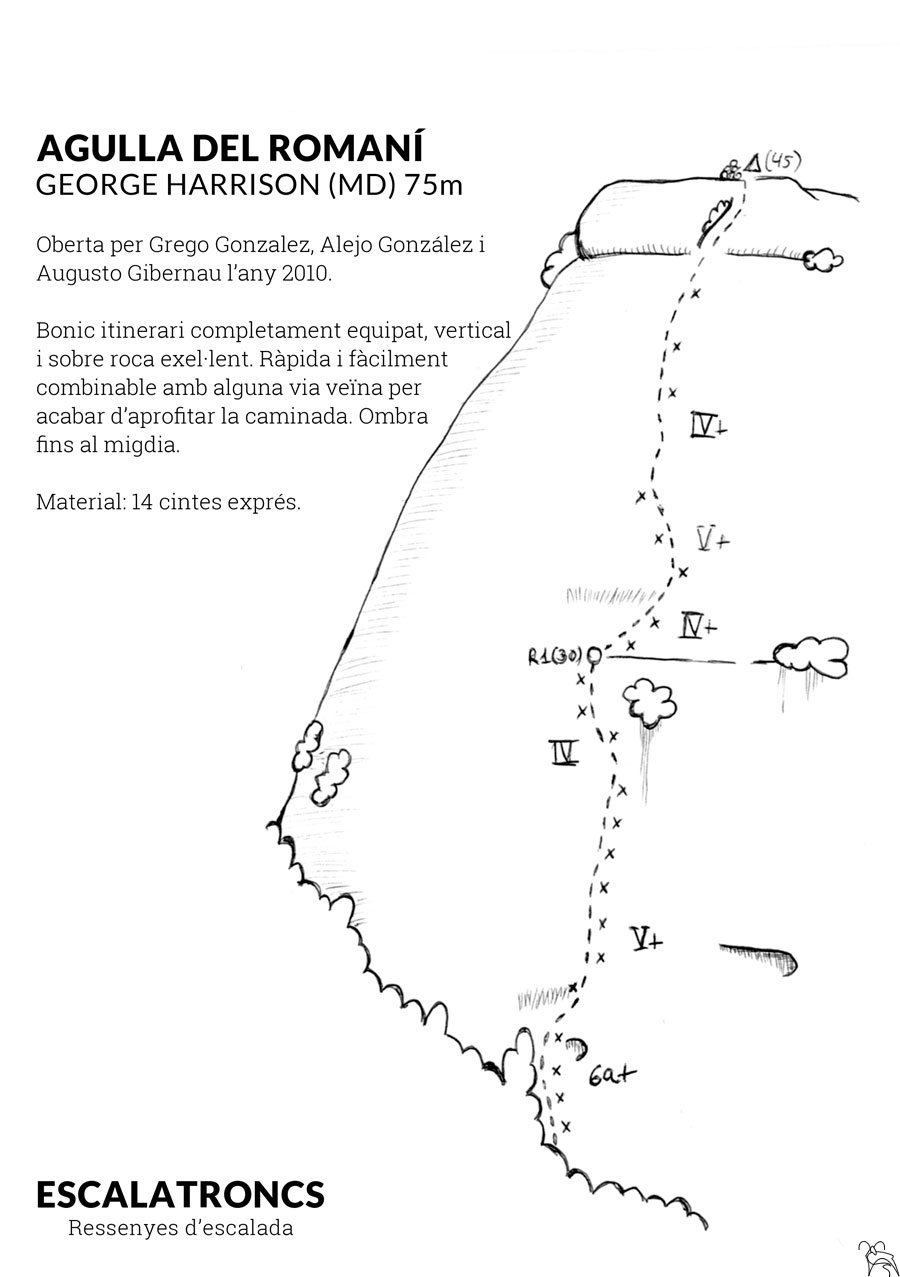 AGULLA DEL ROMANÍ
GEORGE HARRISON (MD) 75m
Oberta per Grego Gonzalez, Alejo González i
Augusto Gibernau l'any 2010.
Bonic itinerari completament equipat, vertical
i sobre roca exel·lent. Ràpida i fàcilment
combinable amb alguna via veïna per
acabar d'aprofitar la caminada. Ombra
fins al migdia.
Material: 14 cintes exprés.
(45)
IV+
V+
IV+
R1(30)
IV
V+
6a+
ESCALATRONCS
Ressenyes d'escalada